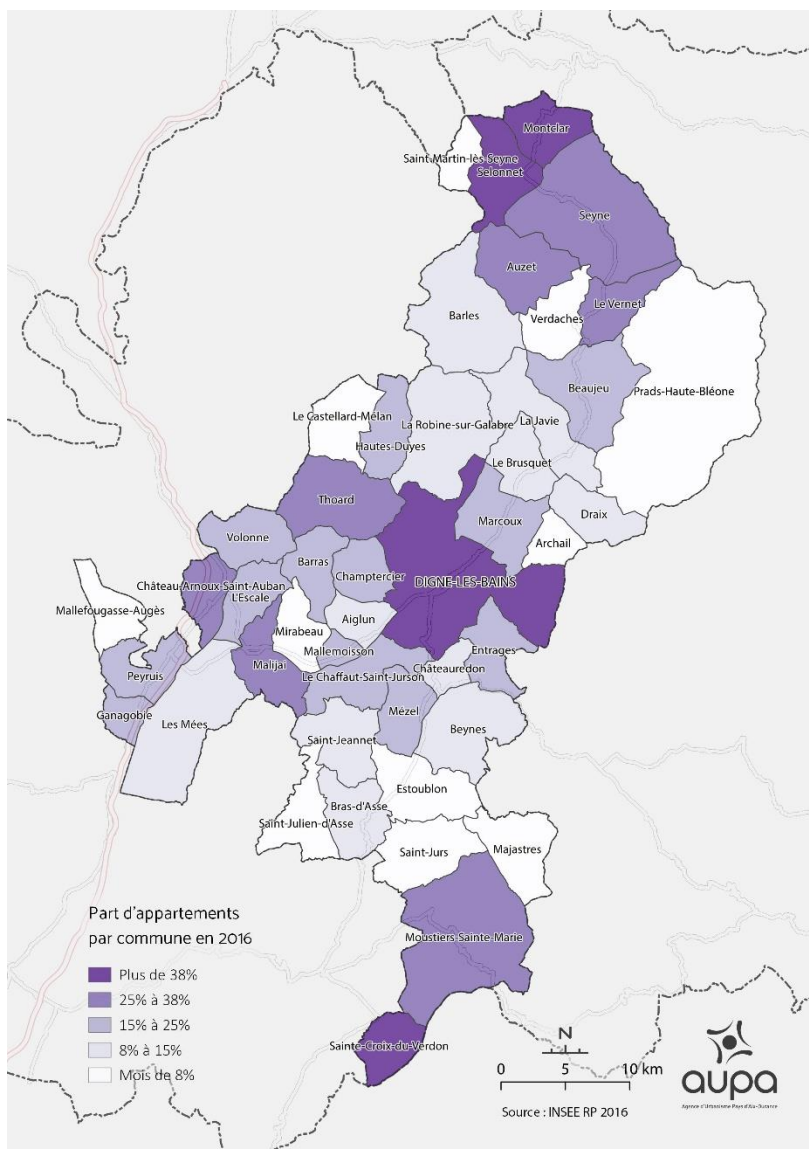 Montclar
Saint-Martin-lès-Seyne
Selonnet
Seyne
Auzet
Le Vernet
Verdaches
Barles
Beaujeu
Prads-Haute-Bléone
Le Castellard-Mélan
La Robine-sur-Galabre
La Javie
Hautes-Duyes
Le Brusquet
Thoard
Draix
Marcoux
Archail
Volonne
Barras
Champtercier
DIGNE-LES-BAINS
Château-Arnoux-Saint-Auban
L'Escale
Mallefougasse-Augès
Aiglun
Mirabeau
Mallemoisson
Entrages
Malijai
Châteauredon
Peyruis
Le Chaffaut-Saint-Jurson
Ganagobie
Mézel
Les Mées
Beynes
Saint-Jeannet
Estoublon
Bras-d'Asse
Saint-Julien-d'Asse
Saint-Jurs
Majastres
Moustiers-Sainte-Marie
Sainte-Croix-du-Verdon
Part d'appartements
par commune en 2016
Plus de 38%
25% à 38%
15% à 25%
8% à 15%
Mois de 8%
N
0 5 10 km
Source : INSEE RP 2016
aupa
Agence d'Urbanisme Pays d'Aix-Durance